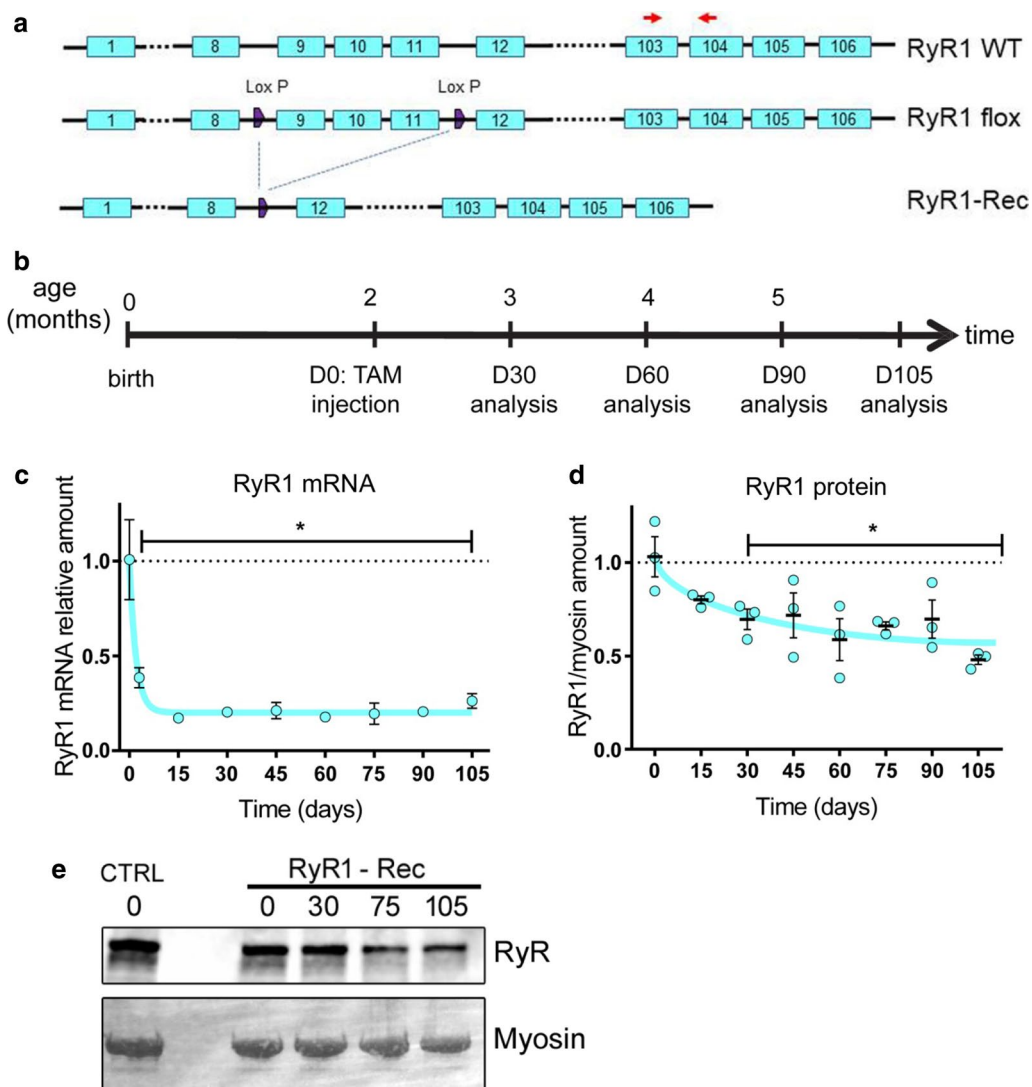 a
1 8 9 10 11 12 103 104 105 106 RyR1 WT
Lox P Lox P
1 8 9 10 11 12 103 104 105 106 RyR1 flox
1 8 12 103 104 105 106 RyR1-Rec
b
age
(months)
0 2 3 4 5
time
birth
D0: TAM
injection
D30
analysis
D60
analysis
D90
analysis
D105
analysis
c
RyR1 mRNA
*
RyR1 mRNA relative amount
1.0
0.5
0.0
0 15 30 45 60 75 90 105
Time (days)
d
RyR1 protein
*
RyR1/myosin amount
1.0
0.5
0.0
0 15 30 45 60 75 90 105
Time (days)
e
CTRL RyR1 - Rec
0 0 30 75 105
RyR
Myosin